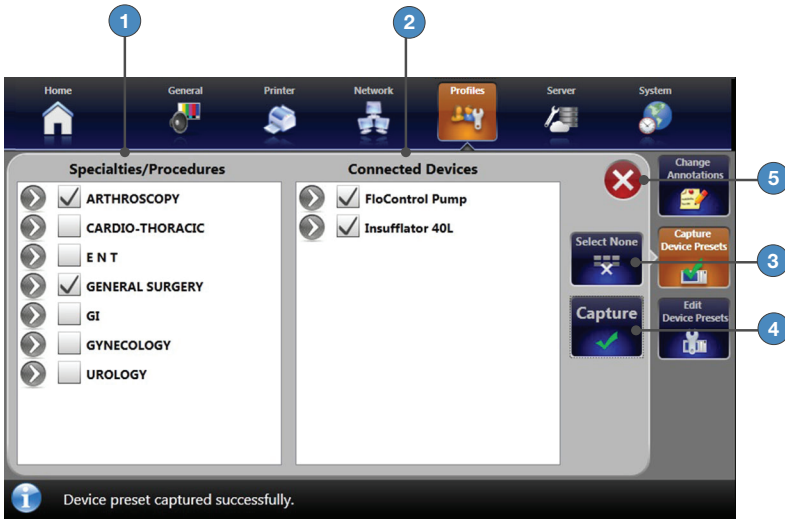 1
2
Home
General
Printer
Network
Profiles
Server
System
Specialties/Procedures
Connected Devices
ARTHROSCOPY
CARDIO-THORACIC
E N T
GENERAL SURGERY
GI
GYNECOLOGY
UROLOGY
FloControl Pump
Insufflator 40L
Change
Annotations
5
Select None
Capture
Device Presets
3
Capture
Edit
Device Presets
4
Device preset captured successfully.